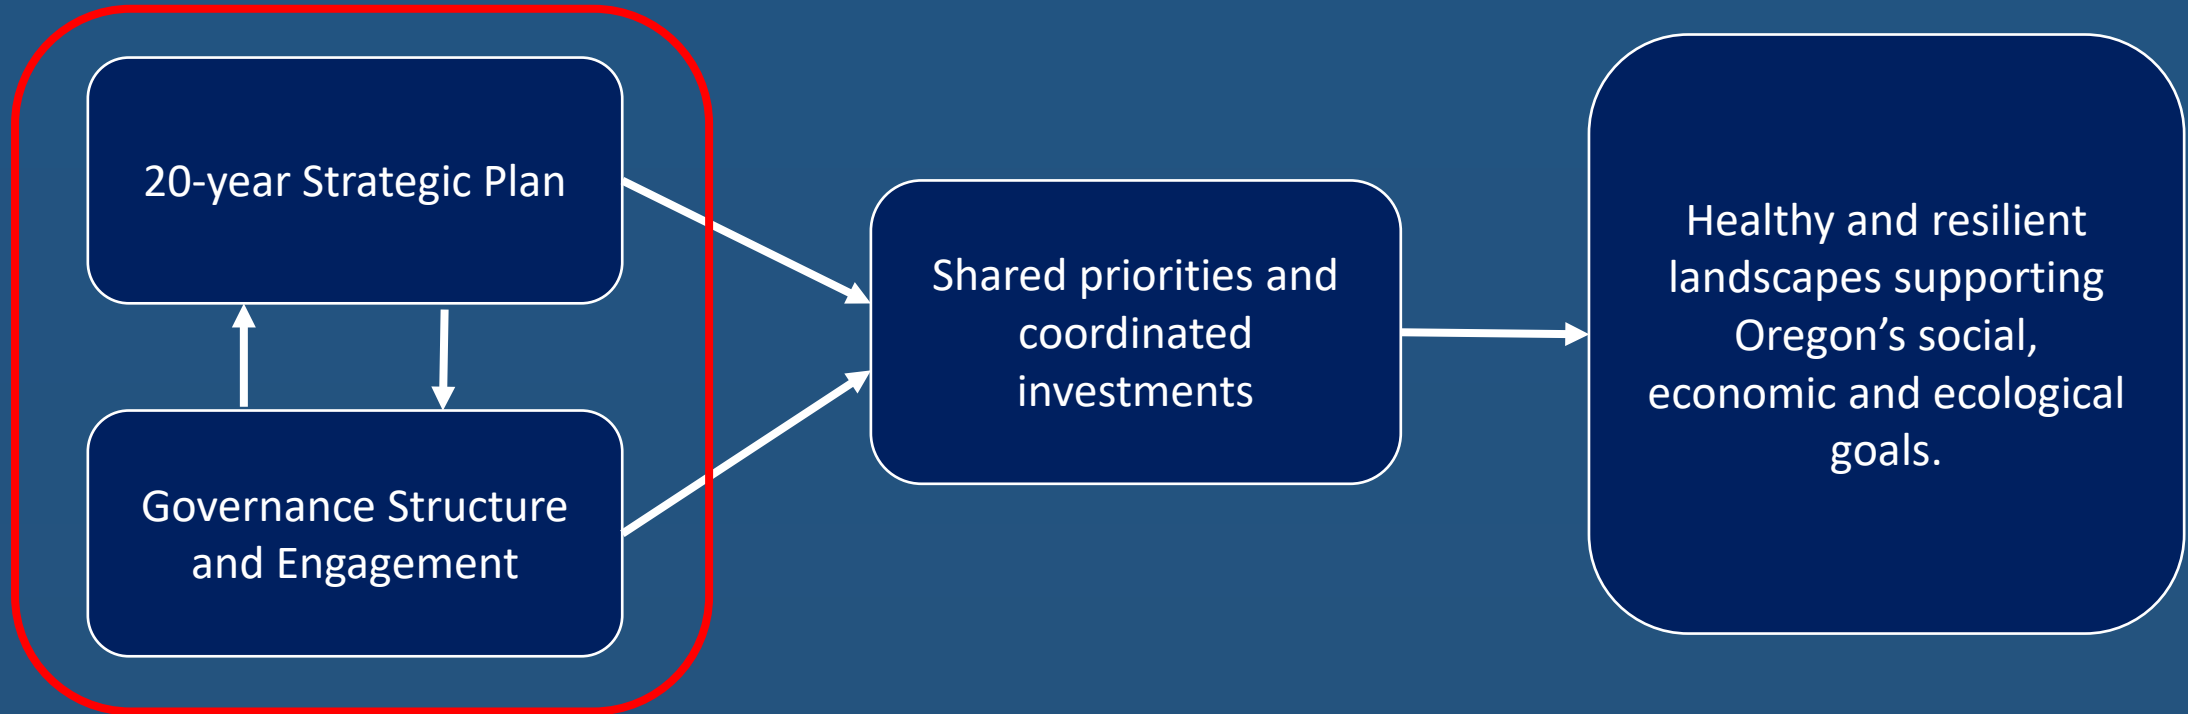 20-year Strategic Plan
Governance Structure
and Engagement
Shared priorities and
coordinated
investments
Healthy and resilient
landscapes supporting
Oregon’s social,
economic and ecological
goals.